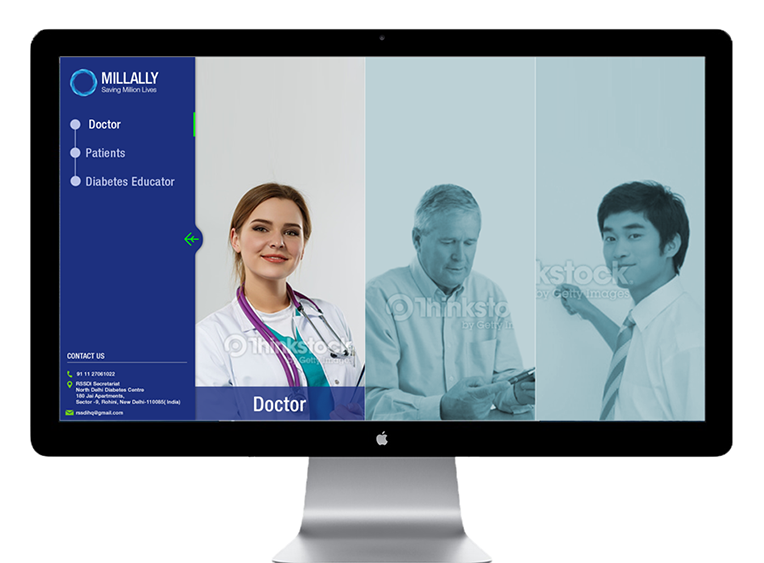 MILLALLY
Saving Million Lives
Doctor
Patients
Diabetes Educator
CONTACT US
91 11 27061022
RSSDI Secretariat
North Delhi Diabetes Centre
180 Jai Apartments,
Sector -9, Rohini, New Delhi-110085( India)
rssdihq@gmail.com
Thinkstock
by Getty Images
Doctor
Thinkstock
by Getty Images
kstock
by Getty Images